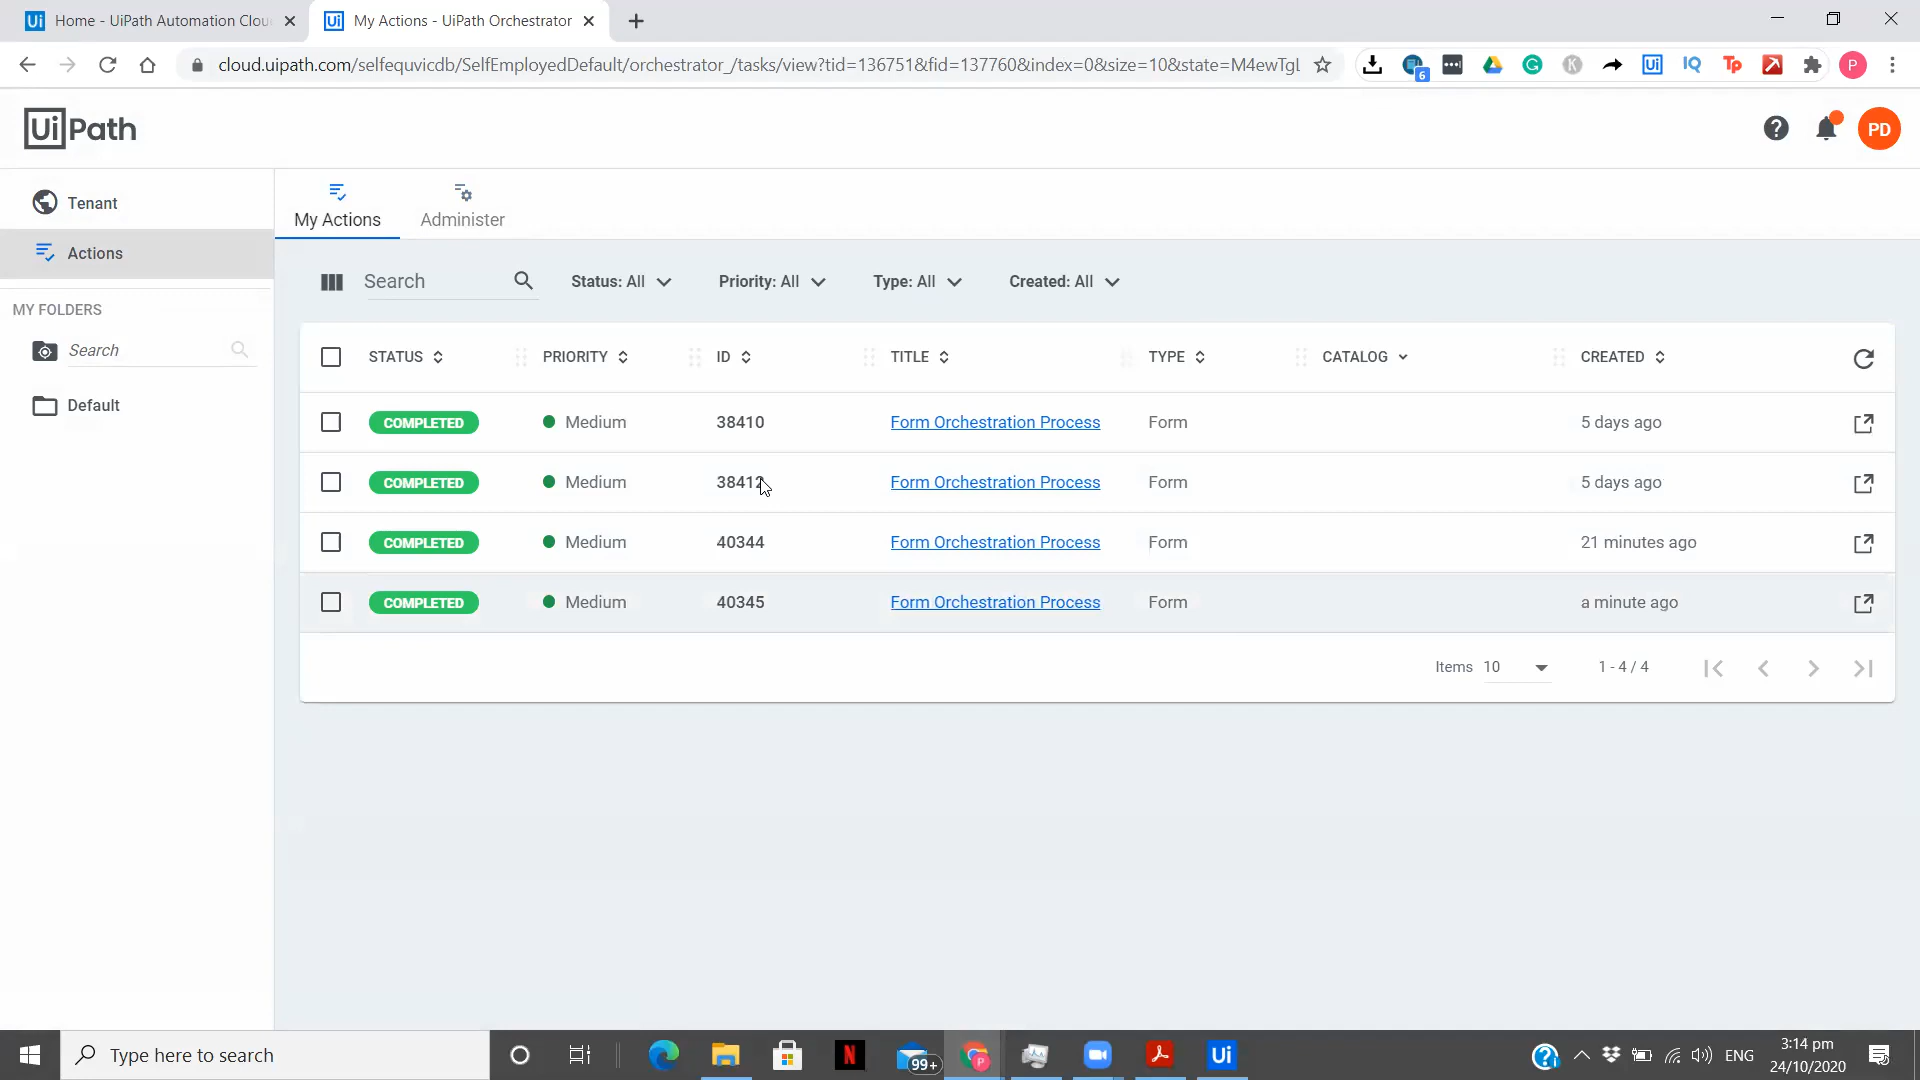 Home - UiPath Automation Clou
My Actions - UiPath Orchestrator
cloud.uipath.com/selfequvicdb/SelfEmployedDefault/orchestrator_/tasks/view?tid=136751&fid=137760&index=0&size=10&state=M4ewTgL
6
UiPath
PD
Tenant
Actions
MY FOLDERS
Search
Default
My Actions
Administer
Search
Status: All
Priority: All
Type: All
Created: All
STATUS PRIORITY ID TITLE TYPE CATALOG CREATED
COMPLETED Medium 38410 Form Orchestration Process Form 5 days ago
COMPLETED Medium 38412 Form Orchestration Process Form 5 days ago
COMPLETED Medium 40344 Form Orchestration Process Form 21 minutes ago
COMPLETED Medium 40345 Form Orchestration Process Form a minute ago
Items 10 1 - 4 / 4
Type here to search
99+
ENG
3:14 pm
24/10/2020